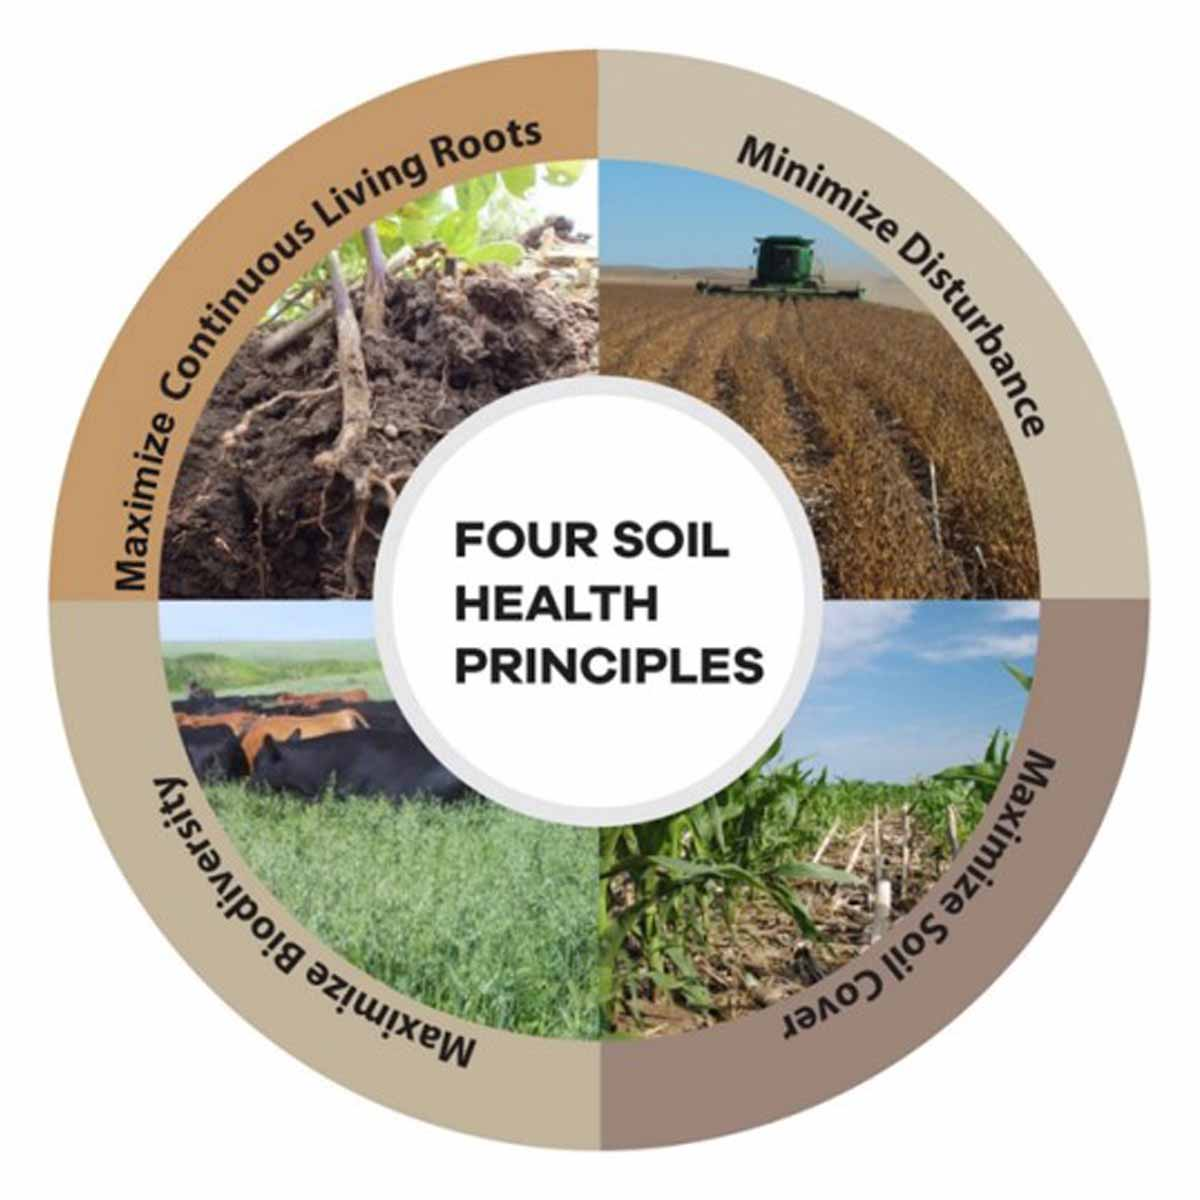 Maximize Continuous Living Roots
Minimize Disturbance
FOUR SOIL
HEALTH
PRINCIPLES
Maximize Biodiversity
Maximize Soil Cover